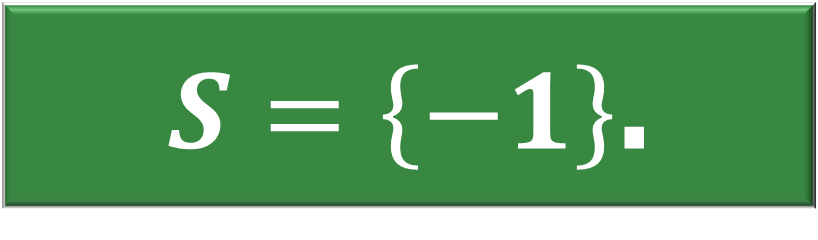 S = {−1}.